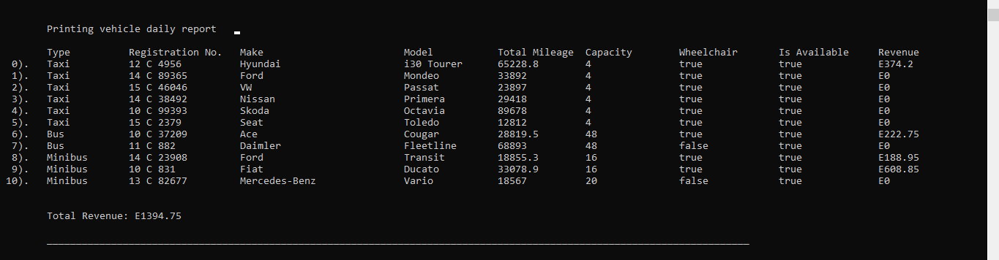 Printing vehicle daily report
Type Registration No. Make Model Total Mileage Capacity Wheelchair Is Available Revenue
0). Taxi 12 C 4956 Hyundai i30 Tourer 65228.8 4 true true E374.2
1). Taxi 14 C 89365 Ford Mondeo 33892 4 true true E0
2). Taxi 15 C 46046 VW Passat 23897 4 true true E0
3). Taxi 14 C 38492 Nissan Primera 29418 4 true true E0
4). Taxi 10 C 99393 Skoda Octavia 89678 4 true true E0
5). Taxi 15 C 2379 Seat Toledo 12812 4 true true E0
6). Bus 10 C 37209 Ace Cougar 28819.5 48 true true E222.75
7). Bus 11 C 882 Daimler Fleetline 68893 48 false true E0
8). Minibus 14 C 23908 Ford Transit 18855.3 16 true true E188.95
9). Minibus 10 C 831 Fiat Ducato 33078.9 16 true true E608.85
10). Minibus 13 C 82677 Mercedes-Benz Vario 18567 20 false true E0
Total Revenue: E1394.75